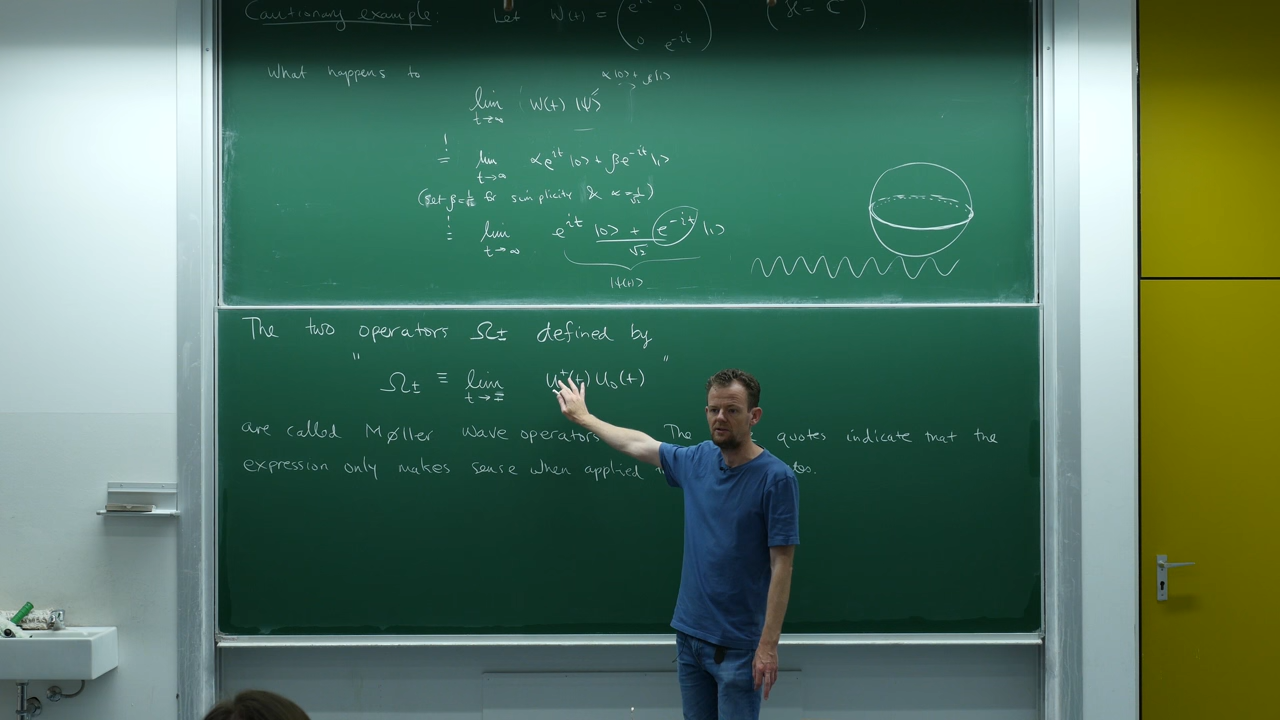 Cautionary example: Let W(t) = ( e^{it} 0 ; 0 e^{-it} ) (ℋ = ℂ )
What happens to
α|0> + β|1>
lim t→∞ W(t) |ψ>
! = lim t→∞ αe^{it} |0> + βe^{-it} |1>
(set β = 1/√2 for simplicity & α = 1/√2)
! = lim t→∞ e^{it} |0> + e^{-it} |1>
√2
|ψ(t)>
The two operators Ω± defined by
" Ω± ≡ lim t→∓ U†(t) U₀(t) "
are called Møller wave operators The quotes indicate that the
expression only makes sense when applied